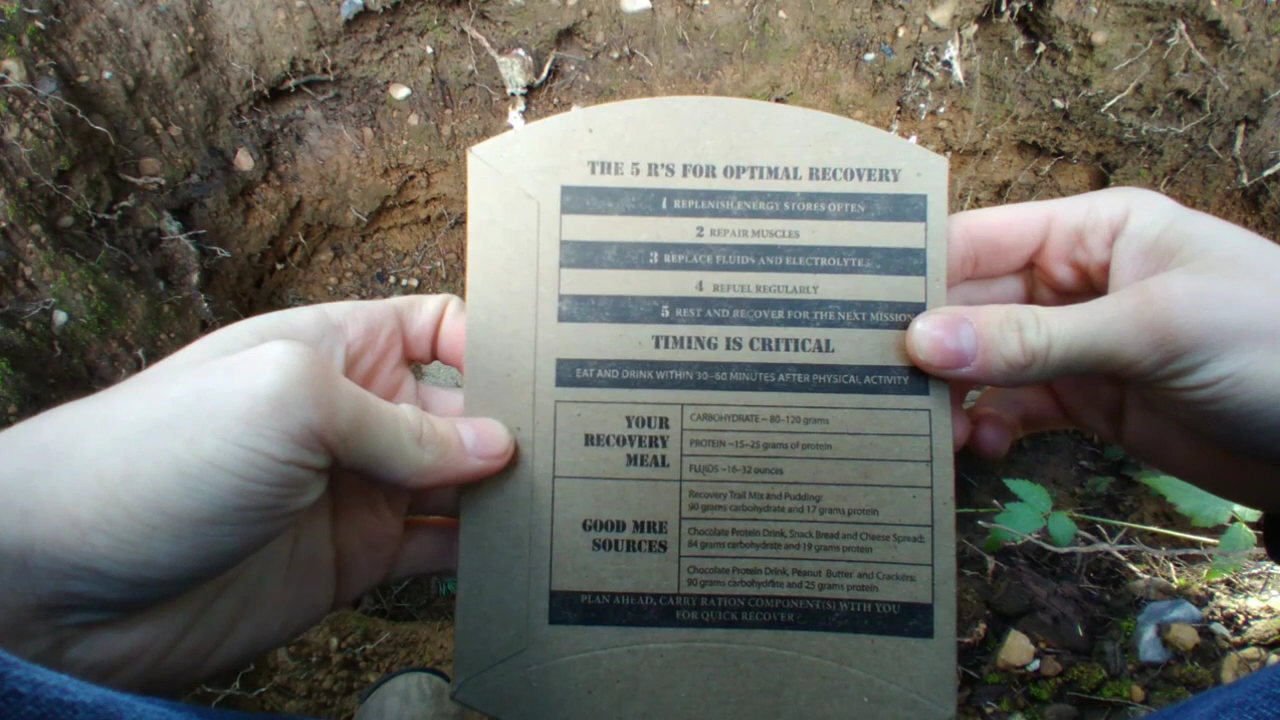 THE 5 R'S FOR OPTIMAL RECOVERY
1 REPLENISH ENERGY STORES OFTEN
2 REPAIR MUSCLES
3 REPLACE FLUIDS AND ELECTROLYTES
4 REFUEL REGULARLY
5 REST AND RECOVER FOR THE NEXT MISSION
TIMING IS CRITICAL
EAT AND DRINK WITHIN 30–60 MINUTES AFTER PHYSICAL ACTIVITY
YOUR
RECOVERY
MEAL
CARBOHYDRATE ~ 80–120 grams
PROTEIN ~15–25 grams of protein
FLUIDS ~16–32 ounces
GOOD MRE
SOURCES
Recovery Trail Mix and Pudding:
90 grams carbohydrate and 17 grams protein
Chocolate Protein Drink, Snack Bread and Cheese Spread:
84 grams carbohydrate and 19 grams protein
Chocolate Protein Drink, Peanut Butter and Crackers:
90 grams carbohydrate and 25 grams protein
PLAN AHEAD, CARRY RATION COMPONENT(S) WITH YOU
FOR QUICK RECOVERY